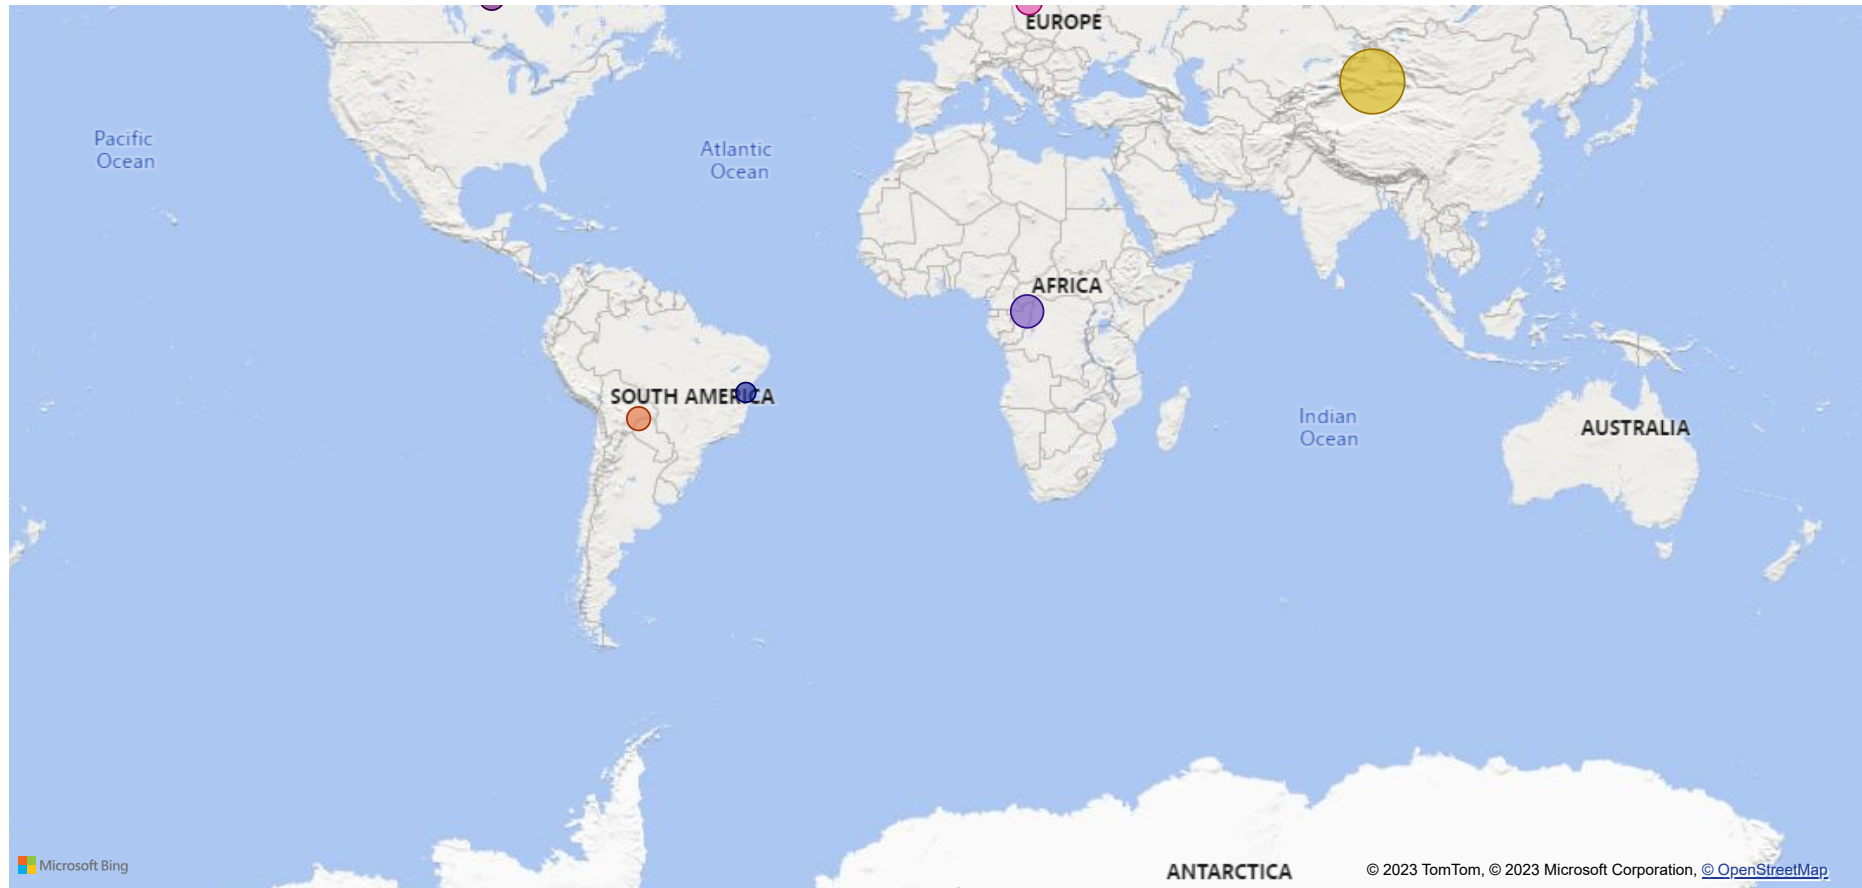 EUROPE
Pacific
Ocean
Atlantic
Ocean
AFRICA
SOUTH AMERICA
Indian
Ocean
AUSTRALIA
ANTARCTICA
Microsoft Bing
© 2023 TomTom, © 2023 Microsoft Corporation, © OpenStreetMap